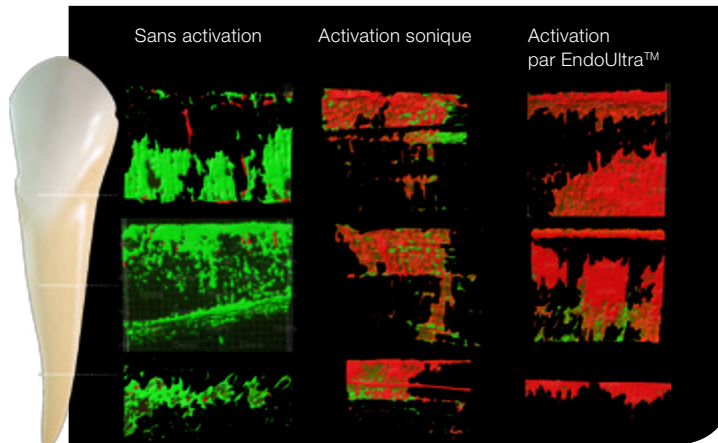 Sans activation
Activation sonique
Activation
par EndoUltra™